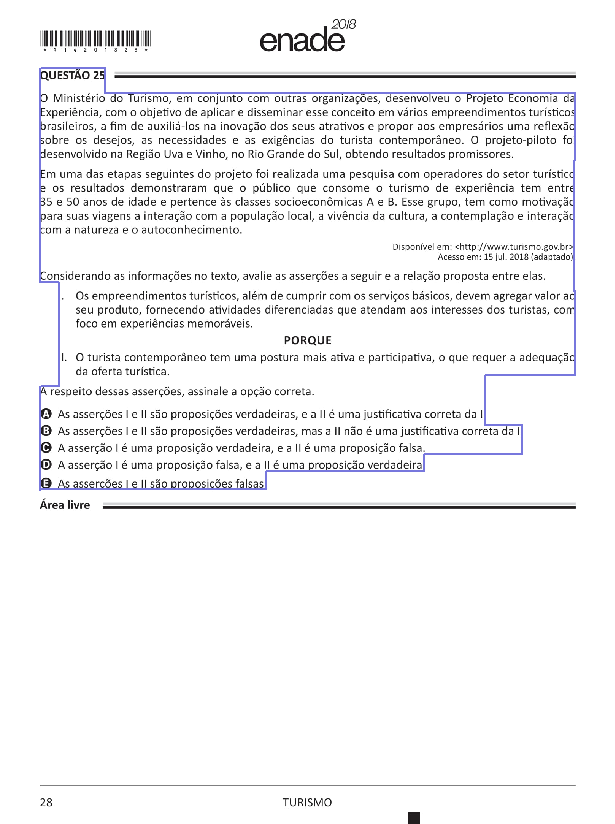 *R14201828*
enade 2018
QUESTÃO 25
O Ministério do Turismo, em conjunto com outras organizações, desenvolveu o Projeto Economia da
Experiência, com o objetivo de aplicar e disseminar esse conceito em vários empreendimentos turísticos
brasileiros, a fim de auxiliá-los na inovação dos seus atrativos e propor aos empresários uma reflexão
sobre os desejos, as necessidades e as exigências do turista contemporâneo. O projeto-piloto foi
desenvolvido na Região Uva e Vinho, no Rio Grande do Sul, obtendo resultados promissores.
Em uma das etapas seguintes do projeto foi realizada uma pesquisa com operadores do setor turístico
e os resultados demonstraram que o público que consome o turismo de experiência tem entre
35 e 50 anos de idade e pertence às classes socioeconômicas A e B. Esse grupo, tem como motivação
para suas viagens a interação com a população local, a vivência da cultura, a contemplação e interação
com a natureza e o autoconhecimento.
Disponível em: <http://www.turismo.gov.br>
Acesso em: 15 jul. 2018 (adaptado)
Considerando as informações no texto, avalie as asserções a seguir e a relação proposta entre elas.
I. Os empreendimentos turísticos, além de cumprir com os serviços básicos, devem agregar valor ao
seu produto, fornecendo atividades diferenciadas que atendam aos interesses dos turistas, com
foco em experiências memoráveis.
PORQUE
II. O turista contemporâneo tem uma postura mais ativa e participativa, o que requer a adequação
da oferta turística.
A respeito dessas asserções, assinale a opção correta.
A As asserções I e II são proposições verdadeiras, e a II é uma justificativa correta da I.
B As asserções I e II são proposições verdadeiras, mas a II não é uma justificativa correta da I.
C A asserção I é uma proposição verdadeira, e a II é uma proposição falsa.
D A asserção I é uma proposição falsa, e a II é uma proposição verdadeira.
E As asserções I e II são proposições falsas.
Área livre
28
TURISMO